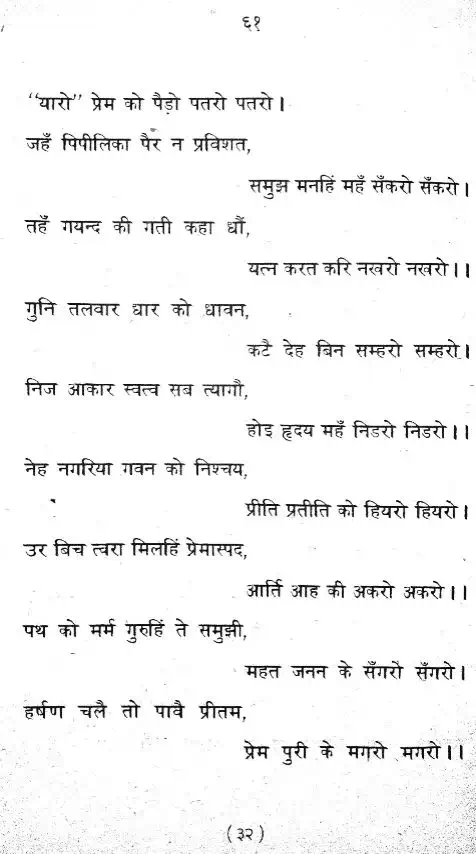 ६१
“यारो” प्रेम को पैड़ो पतरो पतरो।
जहँ पिपीलिका पैर न प्रविशत,
समुझ मनहिं महँ सँकरो सँकरो।
तहँ गयन्द की गती कहा धौं,
यत्न करत करि नखरो नखरो।।
गुनि तलवार धार को धावन,
कटै देह बिन सम्हरो सम्हरो।
निज आकार स्वत्व सब त्यागौ,
होइ हृदय महँ निडरो निडरो।।
नेह नगरिया गवन को निश्चय,
प्रीति प्रतीति को हियरो हियरो।
उर बिच त्वरा मिलहिं प्रेमास्पद,
आर्ति आह की अकरो अकरो।।
पथ को मर्म गुरुहिं ते समुझी,
महत जनन के सँगरो सँगरो।
हर्षण चलै तो पावै प्रीतम,
प्रेम पुरी के मगरो मगरो।।
(३२)